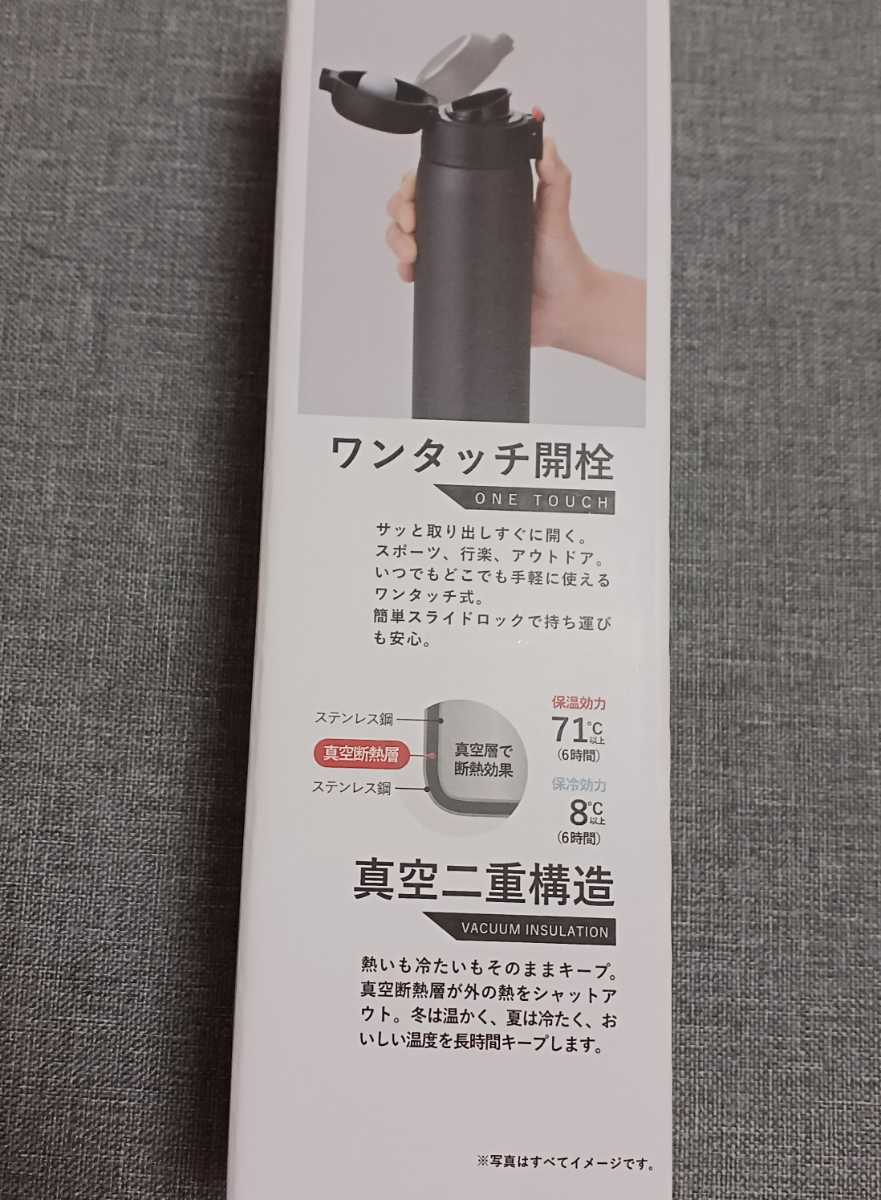 ワンタッチ開栓
ONE TOUCH
サッと取り出しすぐに開く。
スポーツ、行楽、アウトドア。
いつでもどこでも手軽に使える
ワンタッチ式。
簡単スライドロックで持ち運び
も安心。
ステンレス鋼
真空断熱層
ステンレス鋼
真空層で
断熱効果
保温効力
71℃以上
(6時間)
保冷効力
8℃以上
(6時間)
真空二重構造
VACUUM INSULATION
熱いも冷たいもそのままキープ。
真空断熱層が外の熱をシャットア
ウト。冬は温かく、夏は冷たく、お
いしい温度を長時間キープします。
※写真はすべてイメージです。